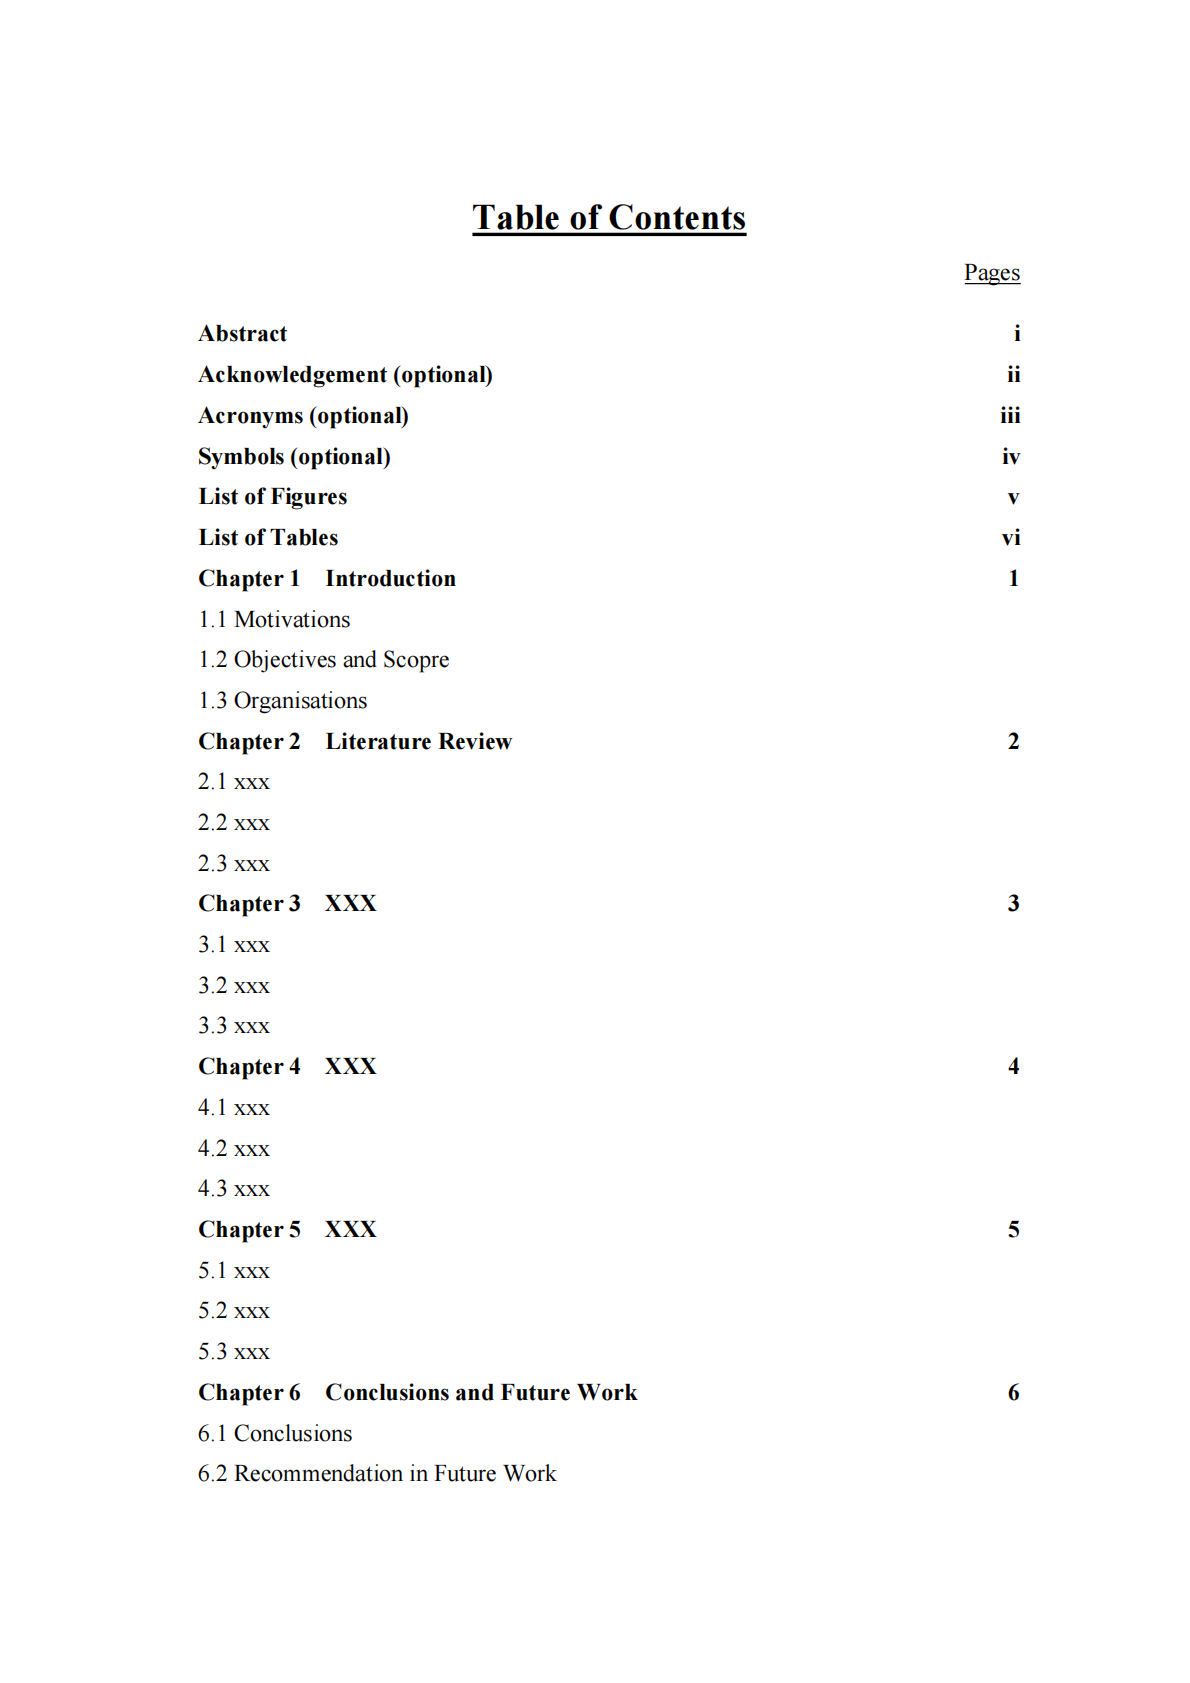 Table of Contents
Pages
Abstract i
Acknowledgement (optional) ii
Acronyms (optional) iii
Symbols (optional) iv
List of Figures v
List of Tables vi
Chapter 1 Introduction 1
1.1 Motivations
1.2 Objectives and Scopre
1.3 Organisations
Chapter 2 Literature Review 2
2.1 xxx
2.2 xxx
2.3 xxx
Chapter 3 XXX 3
3.1 xxx
3.2 xxx
3.3 xxx
Chapter 4 XXX 4
4.1 xxx
4.2 xxx
4.3 xxx
Chapter 5 XXX 5
5.1 xxx
5.2 xxx
5.3 xxx
Chapter 6 Conclusions and Future Work 6
6.1 Conclusions
6.2 Recommendation in Future Work